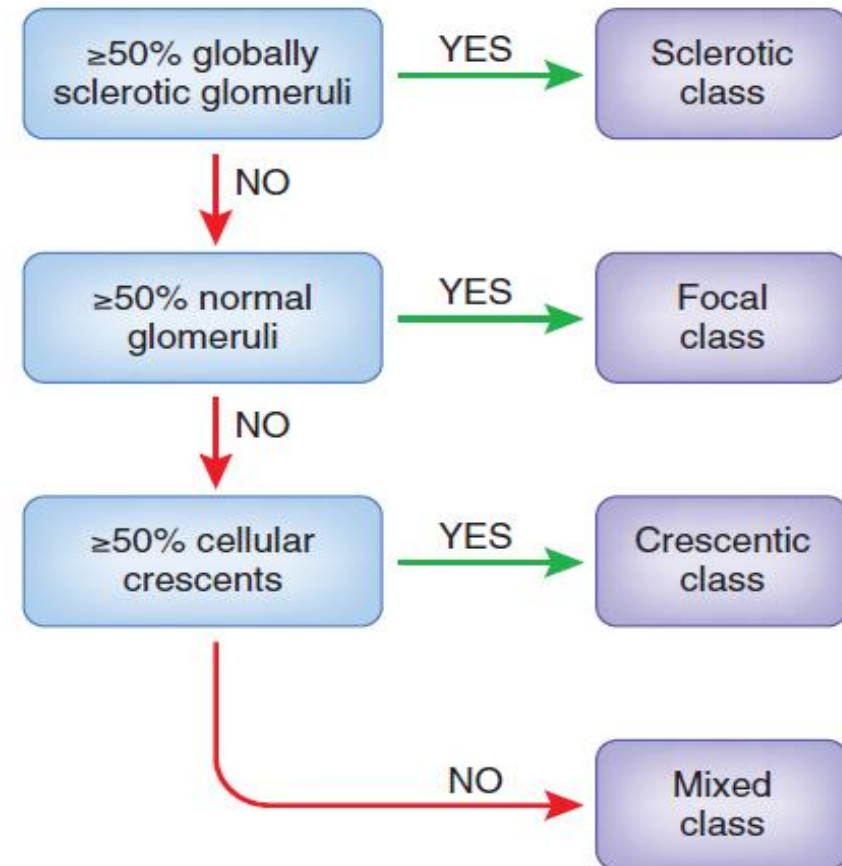 ≥50% globally
sclerotic glomeruli
YES
Sclerotic
class
NO
≥50% normal
glomeruli
YES
Focal
class
NO
≥50% cellular
crescents
YES
Crescentic
class
NO
Mixed
class